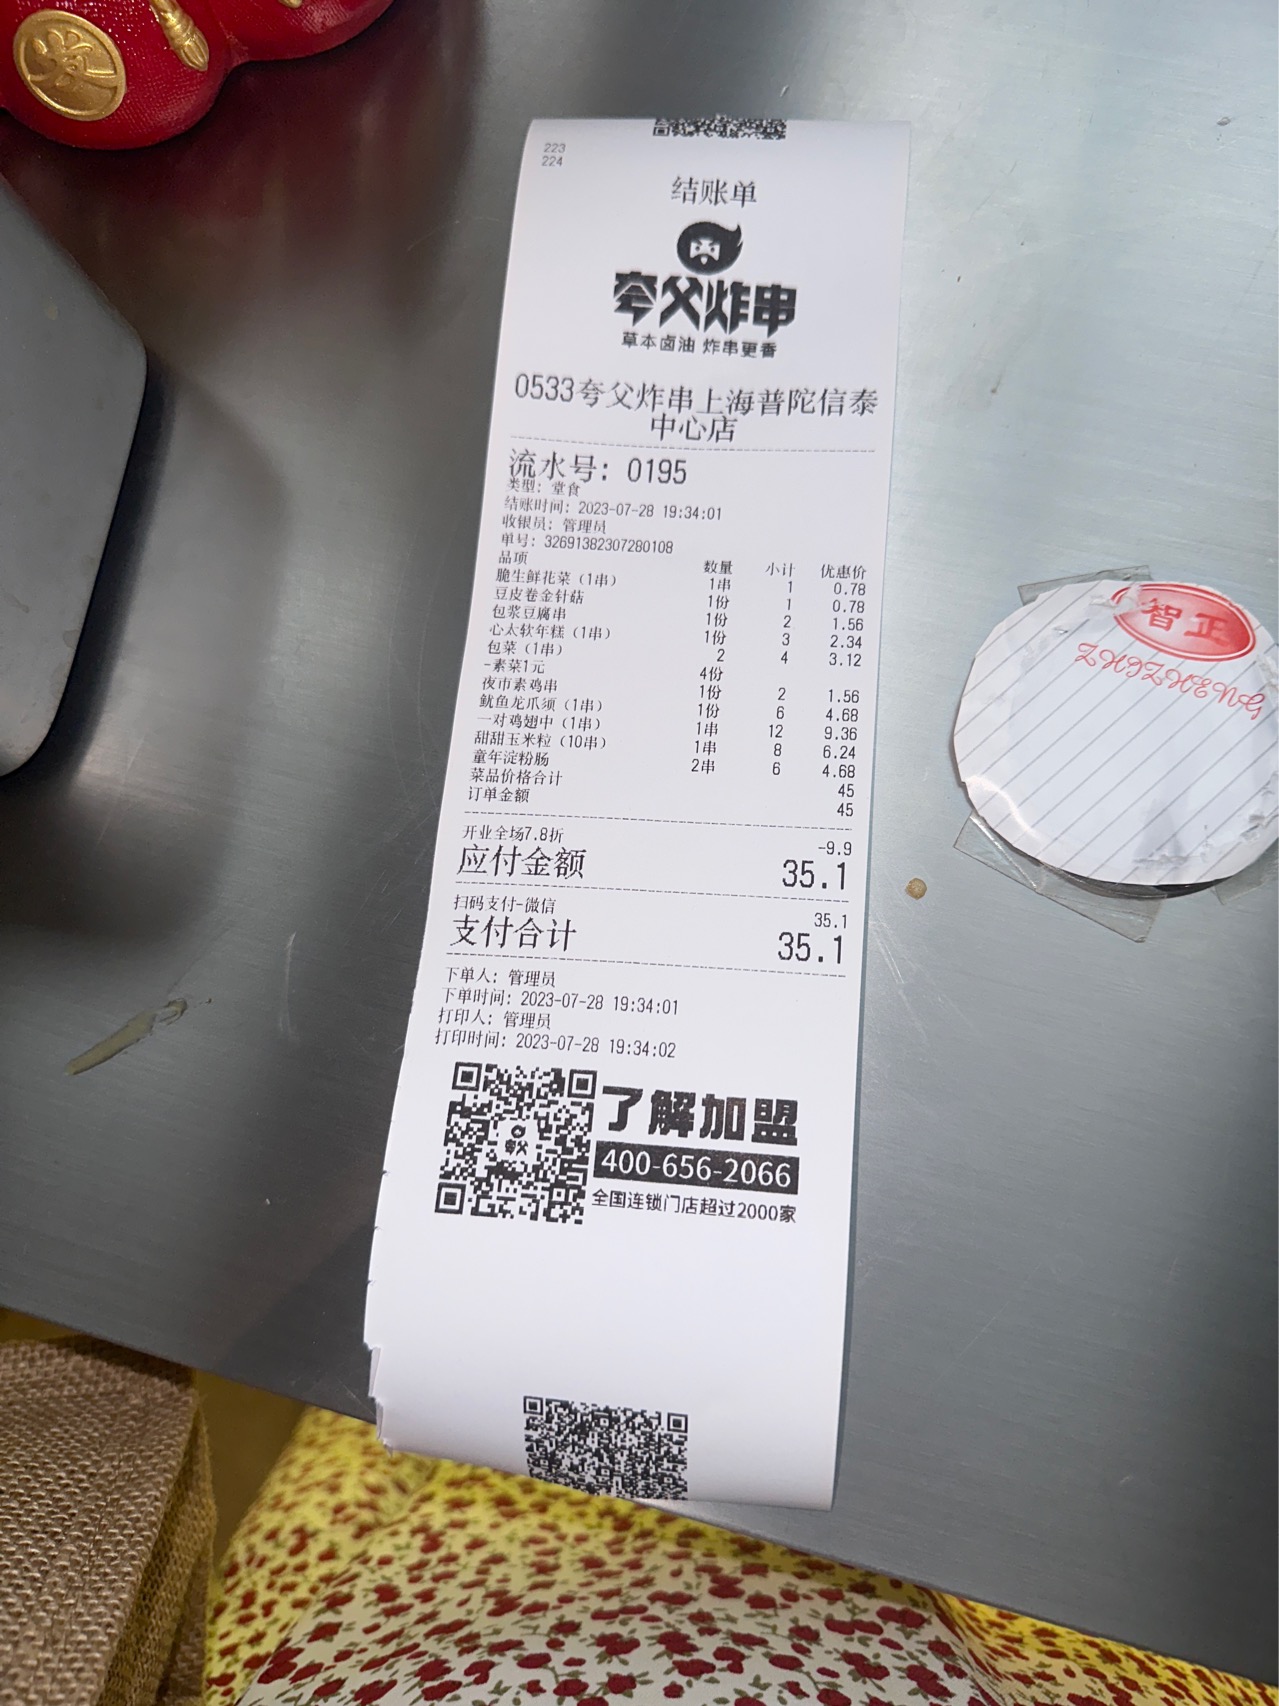 发
223
224
结账单
夸父炸串
草本卤油 炸串更香
0533夸父炸串上海普陀信泰
中心店
流水号: 0195
类型: 堂食
结账时间: 2023-07-28 19:34:01
收银员: 管理员
单号: 32691382307280108
品项 数量 小计 优惠价
脆生鲜花菜 (1串) 1串 1 0.78
豆皮卷金针菇 1份 1 0.78
包浆豆腐串 1份 2 1.56
心太软年糕 (1串) 1份 3 2.34
包菜 (1串) 2 4 3.12
-素菜1元 4份
夜市素鸡串 1份 2 1.56
鱿鱼龙爪须 (1串) 1份 6 4.68
一对鸡翅中 (1串) 1串 12 9.36
甜甜玉米粒 (10串) 1串 8 6.24
童年淀粉肠 2串 6 4.68
菜品价格合计 45
订单金额 45
开业全场7.8折 -9.9
应付金额 35.1
扫码支付-微信 35.1
支付合计 35.1
下单人: 管理员
下单时间: 2023-07-28 19:34:01
打印人: 管理员
打印时间: 2023-07-28 19:34:02
夸父
了解加盟
400-656-2066
全国连锁门店超过2000家
智正
ZHIZHENG